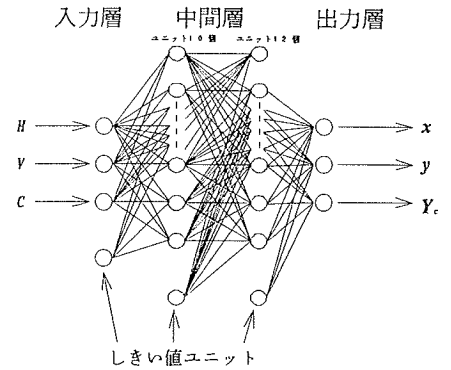 入力層 中間層 出力層
ユニット10個 ユニット12個
H x
V y
C Yc
しきい値ユニット